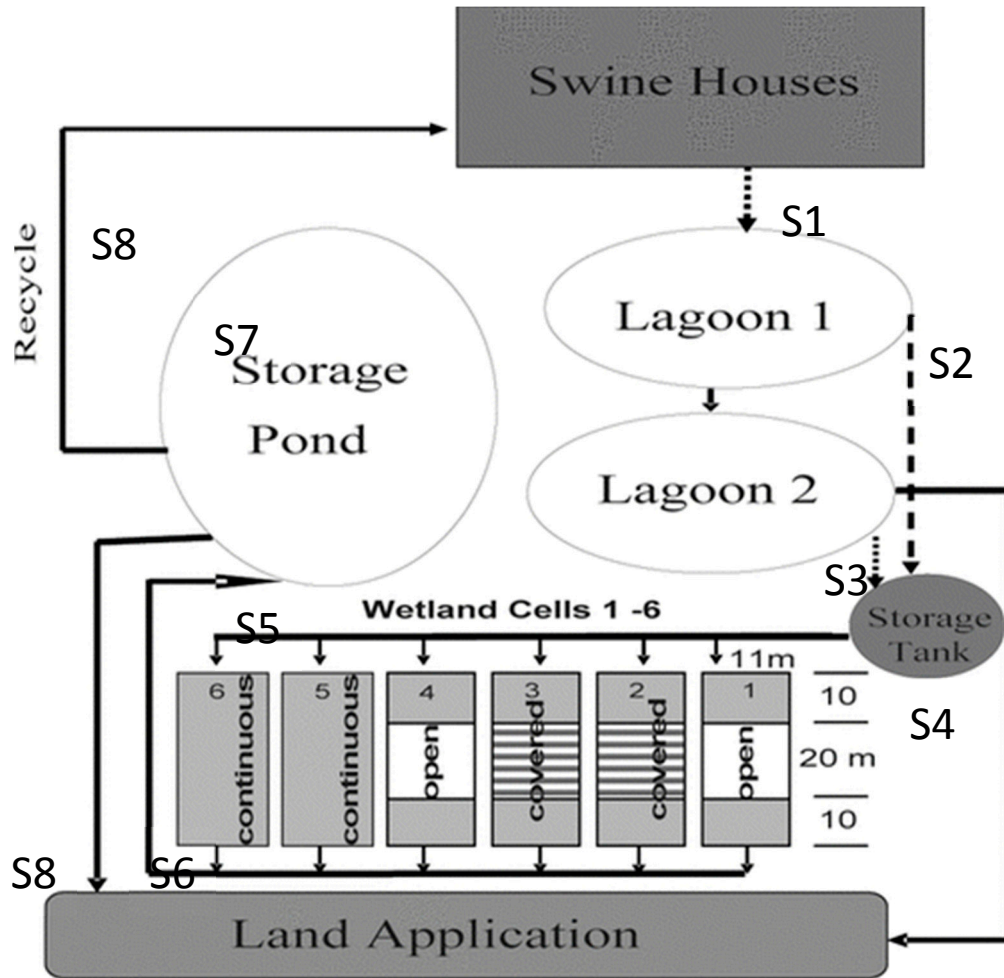 Swine Houses
S1
S8
Recycle
Lagoon 1
S7
Storage
Pond
S2
Lagoon 2
S3
Storage
Tank
Wetland Cells 1 -6
S5
11m
6
5
4
3
2
1
continuous
continuous
open
covered
covered
open
10
20 m
10
S4
S8
S6
Land Application